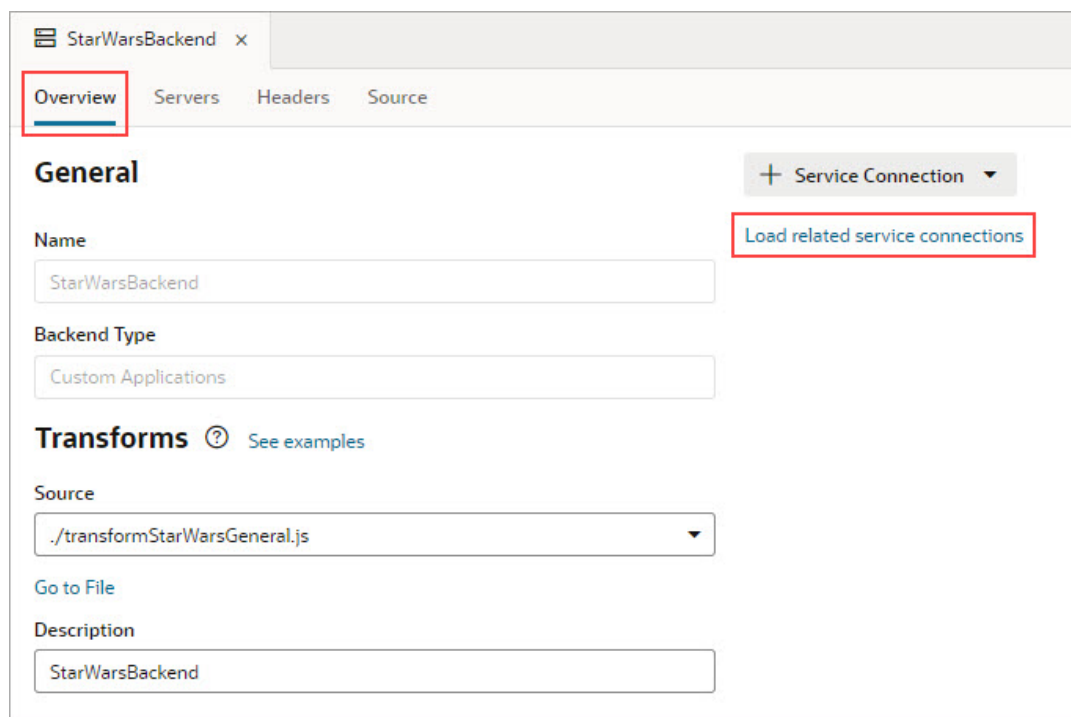 StarWarsBackend ×
Overview Servers Headers Source
General
+ Service Connection
Load related service connections
Name
StarWarsBackend
Backend Type
Custom Applications
Transforms ? See examples
Source
./transformStarWarsGeneral.js
Go to File
Description
StarWarsBackend